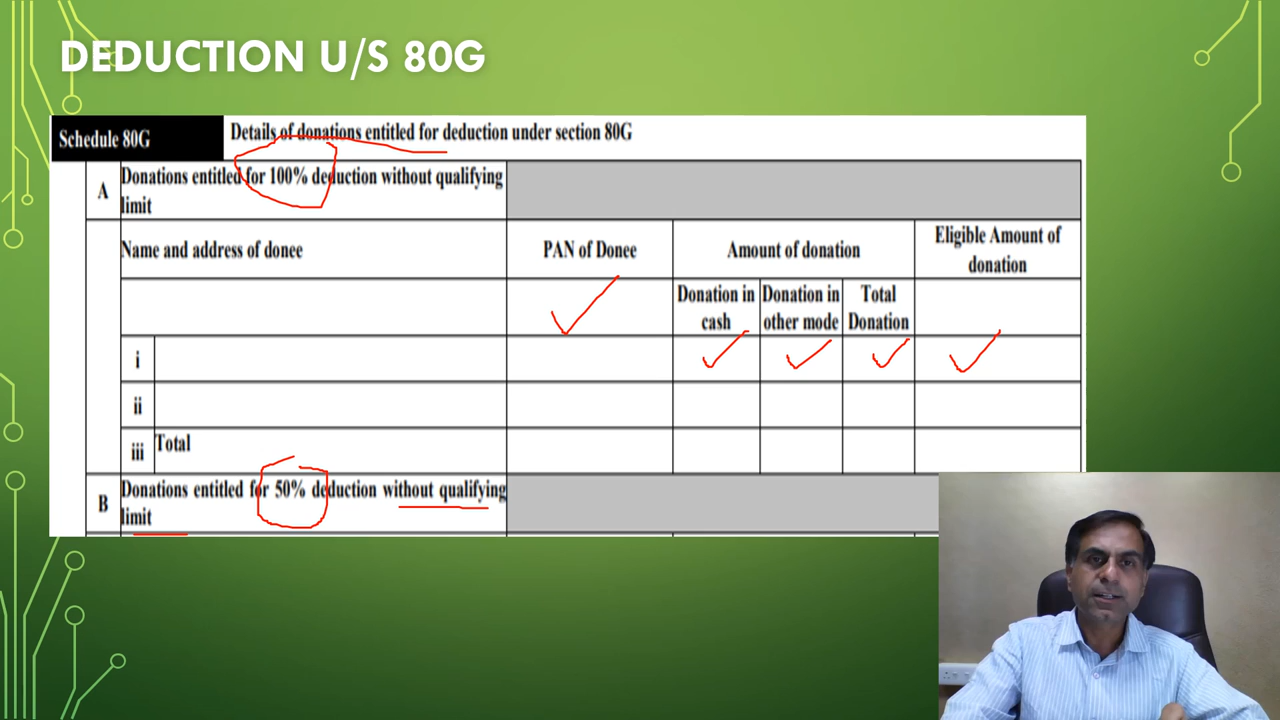 DEDUCTION U/S 80G
Schedule 80G
Details of donations entitled for deduction under section 80G
A
Donations entitled for 100% deduction without qualifying
limit
Name and address of donee
PAN of Donee
Amount of donation
Eligible Amount of
donation
Donation in
cash
Donation in
other mode
Total
Donation
i
ii
iii
Total
B
Donations entitled for 50% deduction without qualifying
limit